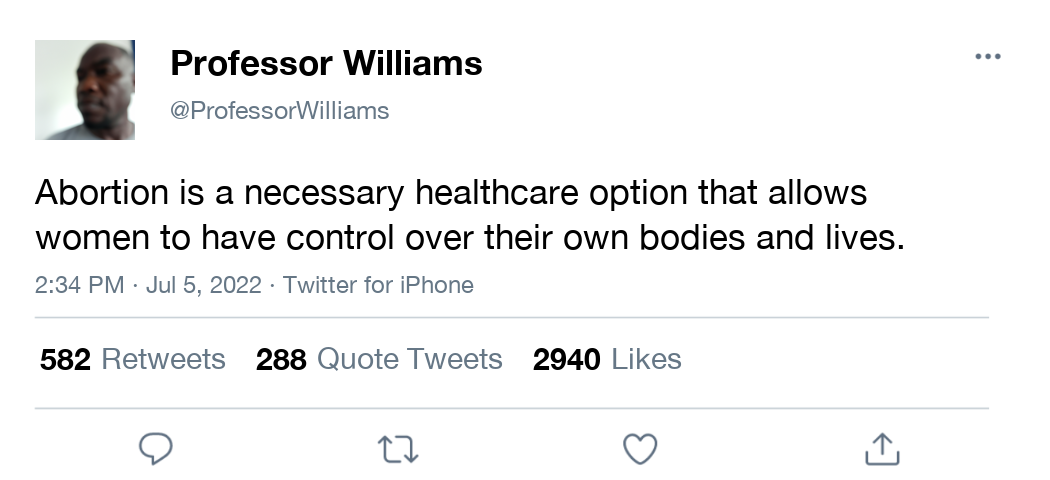 Professor Williams
@ProfessorWilliams
Abortion is a necessary healthcare option that allows
women to have control over their own bodies and lives.
2:34 PM · Jul 5, 2022 · Twitter for iPhone
582 Retweets 288 Quote Tweets 2940 Likes